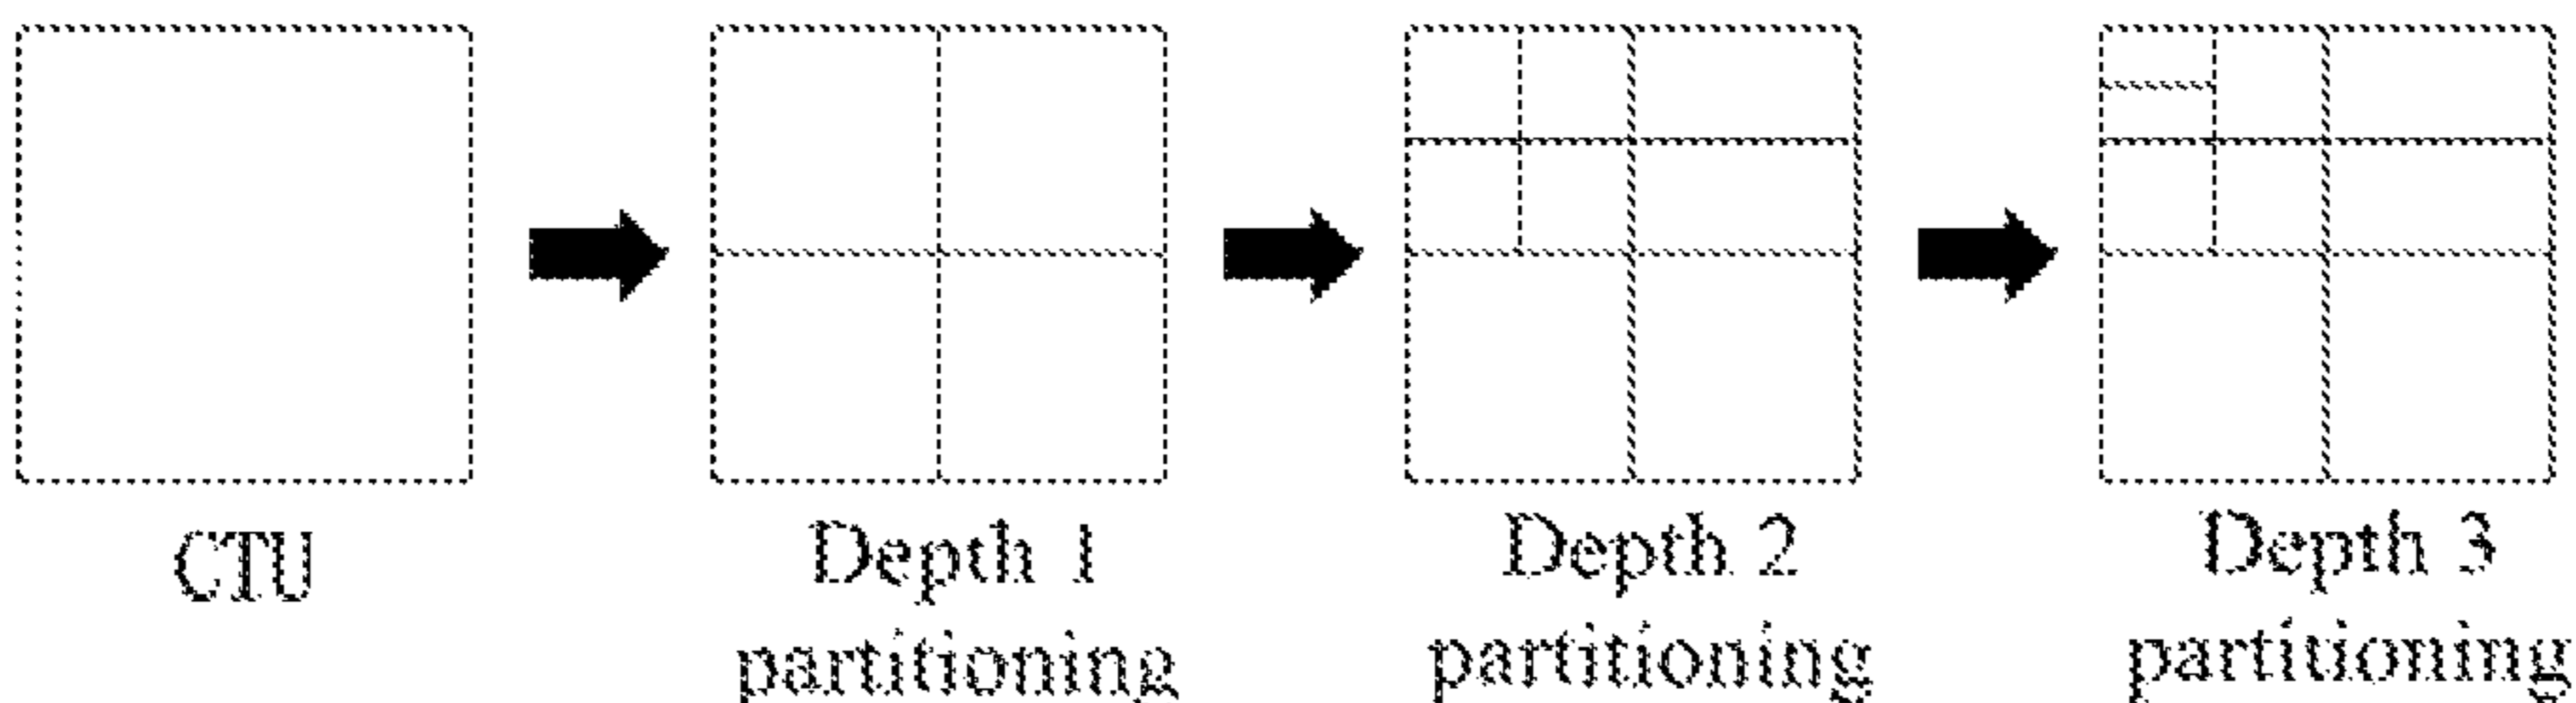 CTU
Depth 1
partitioning
Depth 2
partitioning
Depth 3
partitioning